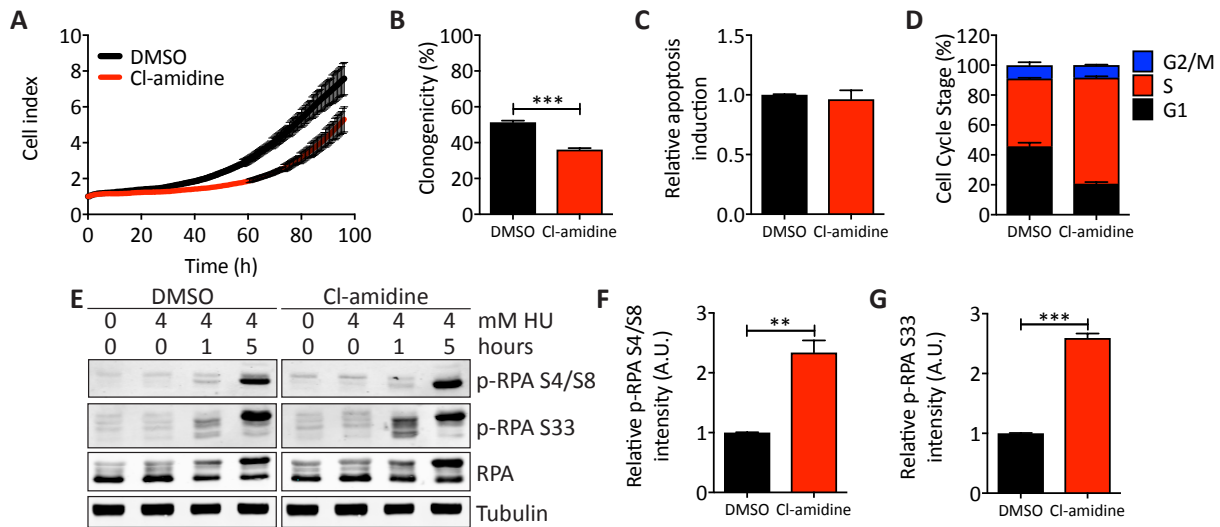 A
Cell index
10
8
6
4
2
0
DMSO
Cl-amidine
0 20 40 60 80 100
Time (h)
B
Clonogenicity (%)
100
80
60
40
20
0
***
DMSO Cl-amidine
C
Relative apoptosis
induction
1.5
1.0
0.5
0.0
DMSO Cl-amidine
D
Cell Cycle Stage (%)
120
100
80
60
40
20
0
G2/M
S
G1
DMSO Cl-amidine
E
DMSO Cl-amidine
0 4 4 4 0 4 4 4 mM HU
0 0 1 5 0 0 1 5 hours
p-RPA S4/S8
p-RPA S33
RPA
Tubulin
F
Relative p-RPA S4/S8
intensity (A.U.)
3
2
1
0
**
DMSO Cl-amidine
G
Relative p-RPA S33
intensity (A.U.)
3
2
1
0
***
DMSO Cl-amidine